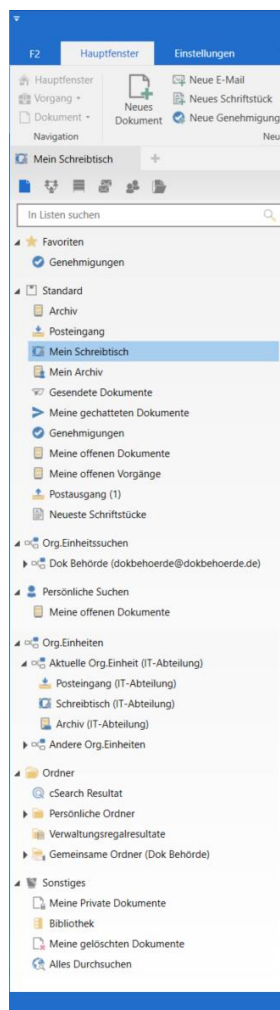 F2 Hauptfenster Einstellungen
Hauptfenster
Vorgang
Dokument
Navigation
Neues
Dokument
Neue E-Mail
Neues Schriftstück
Neue Genehmigung
Neu
Mein Schreibtisch +
In Listen suchen
Favoriten
Genehmigungen
Standard
Archiv
Posteingang
Mein Schreibtisch
Mein Archiv
Gesendete Dokumente
Meine gechatteten Dokumente
Genehmigungen
Meine offenen Dokumente
Meine offenen Vorgänge
Postausgang (1)
Neueste Schriftstücke
Org.Einheitssuchen
Dok Behörde (dokbehoerde@dokbehoerde.de)
Persönliche Suchen
Meine offenen Dokumente
Org.Einheiten
Aktuelle Org.Einheit (IT-Abteilung)
Posteingang (IT-Abteilung)
Schreibtisch (IT-Abteilung)
Archiv (IT-Abteilung)
Andere Org.Einheiten
Ordner
cSearch Resultat
Persönliche Ordner
Verwaltungsregalresultate
Gemeinsame Ordner (Dok Behörde)
Sonstiges
Meine Private Dokumente
Bibliothek
Meine gelöschten Dokumente
Alles Durchsuchen